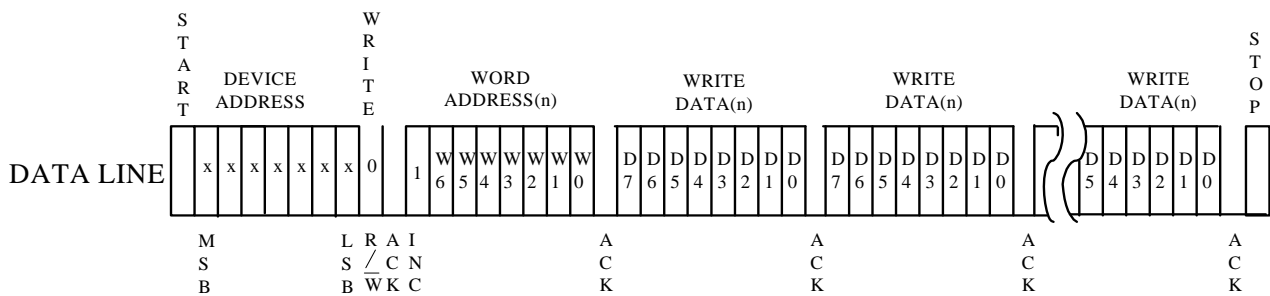 START
WRITE
STOP
DEVICE ADDRESS
WORD ADDRESS(n)
WRITE DATA(n)
WRITE DATA(n)
WRITE DATA(n)
DATA LINE
x x x x x x x 0
1 W6 W5 W4 W3 W2 W1 W0
D7 D6 D5 D4 D3 D2 D1 D0
D7 D6 D5 D4 D3 D2 D1 D0
D5 D4 D3 D2 D1 D0
MSB
LSB
R/W
ACK
INC
ACK
ACK
ACK
ACK